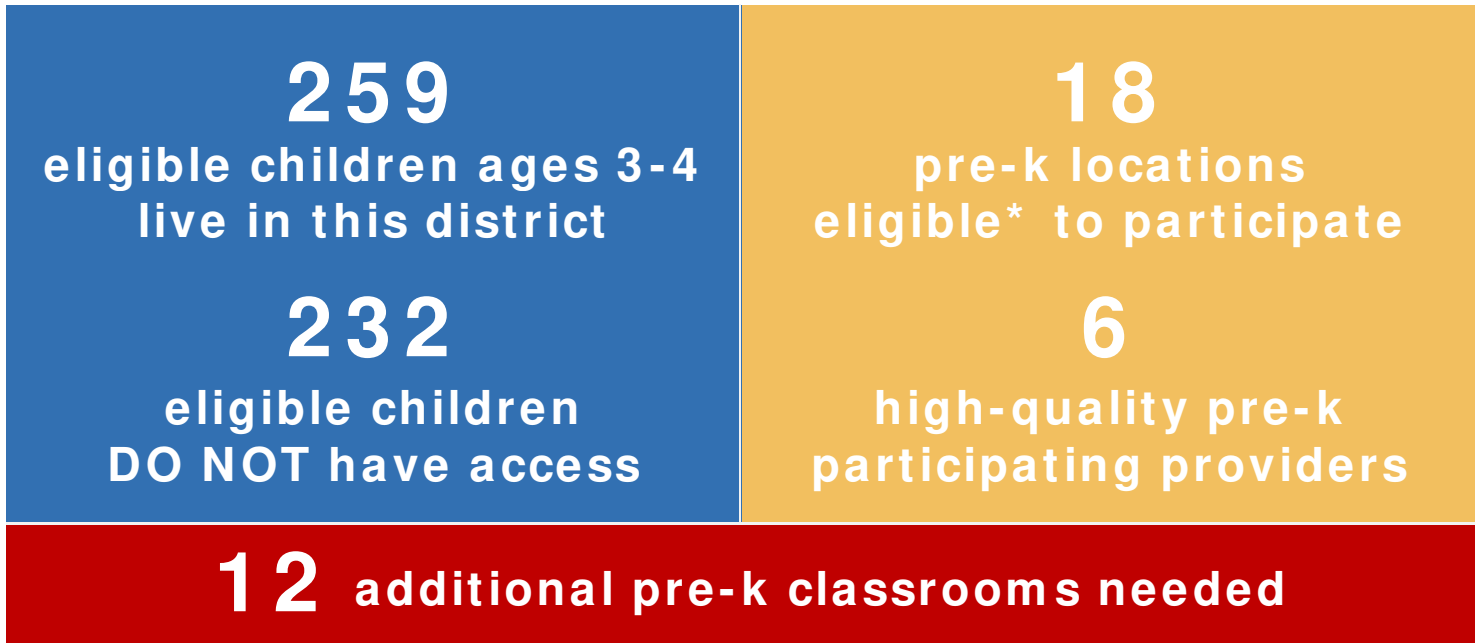 259
eligible children ages 3-4
live in this district
232
eligible children
DO NOT have access
18
pre-k locations
eligible* to participate
6
high-quality pre-k
participating providers
12 additional pre-k classrooms needed